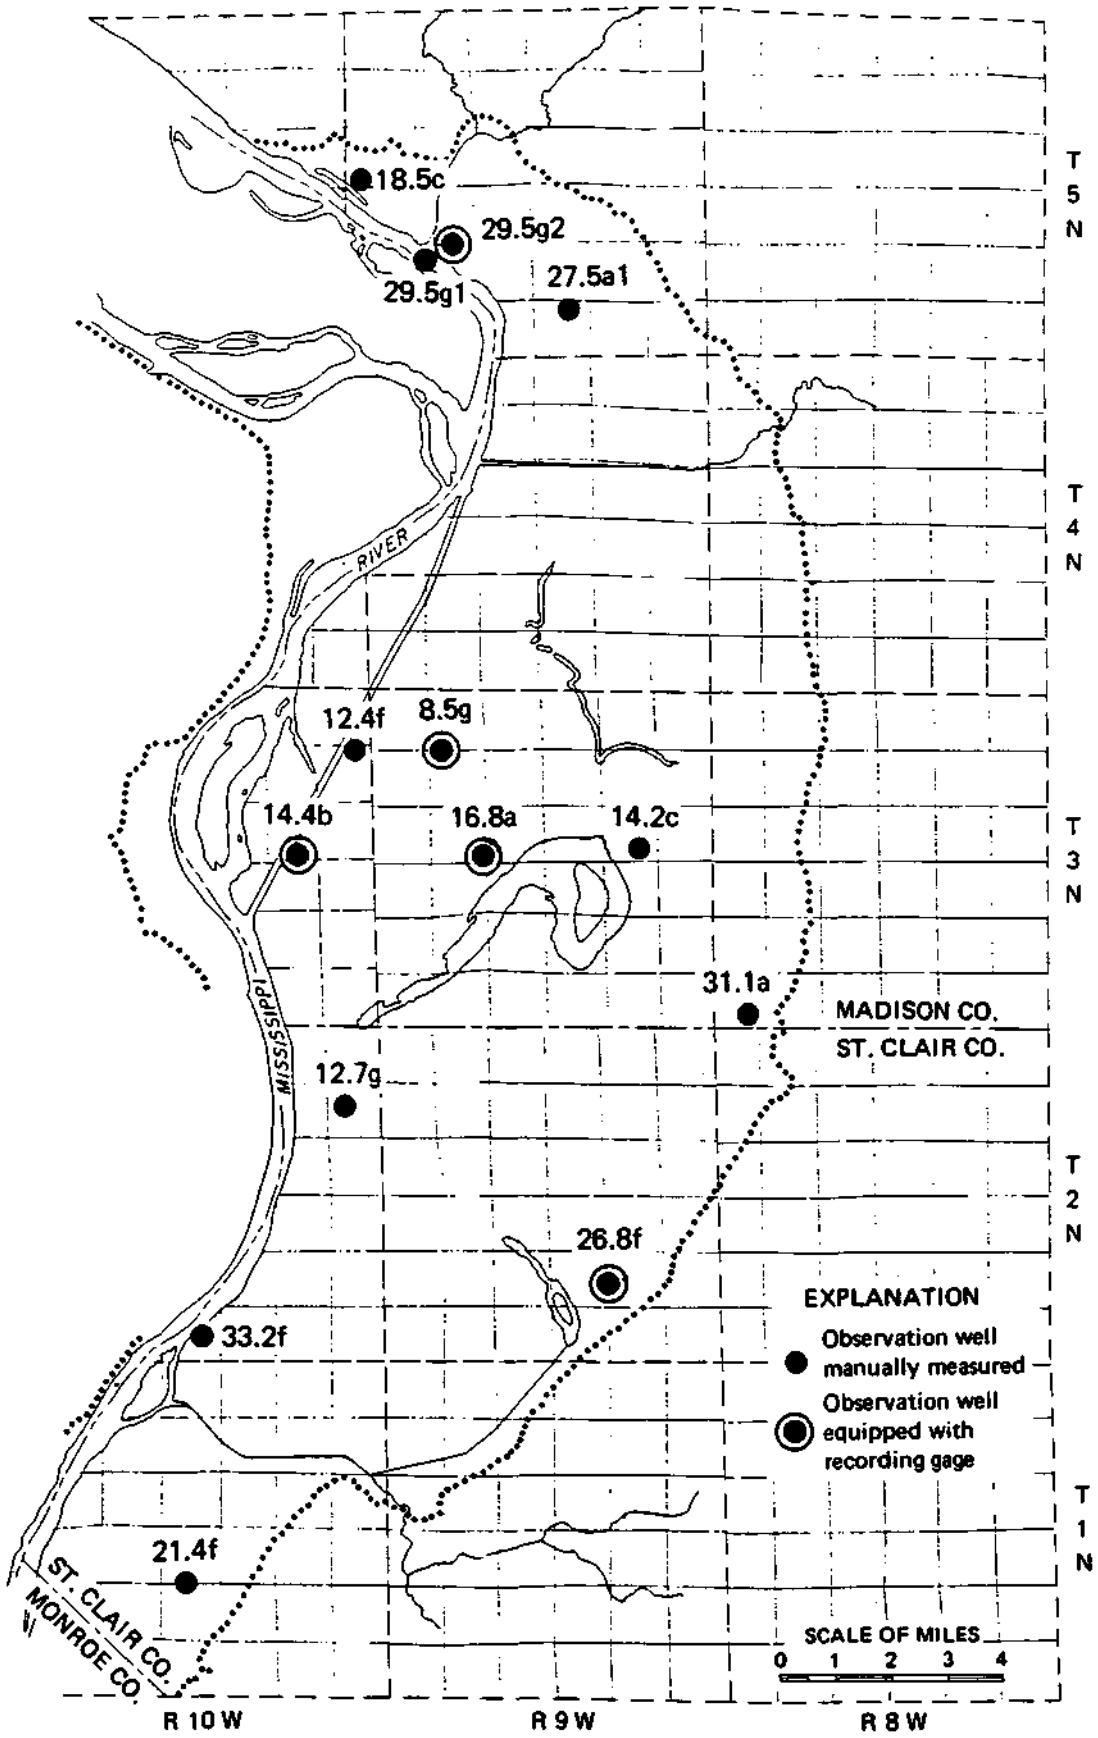 18.5c
T
5
N
29.5g2
27.5a1
29.5g1
T
4
N
RIVER
12.4f
8.5g
14.4b
16.8a
14.2c
T
3
N
31.1a
MADISON CO.
ST. CLAIR CO.
MISSISSIPPI
12.7g
T
2
N
26.8f
EXPLANATION
Observation well
manually measured
Observation well
equipped with
recording gage
33.2f
T
1
N
21.4f
ST. CLAIR CO.
MONROE CO.
SCALE OF MILES
0 1 2 3 4
R 10 W
R 9 W
R 8 W